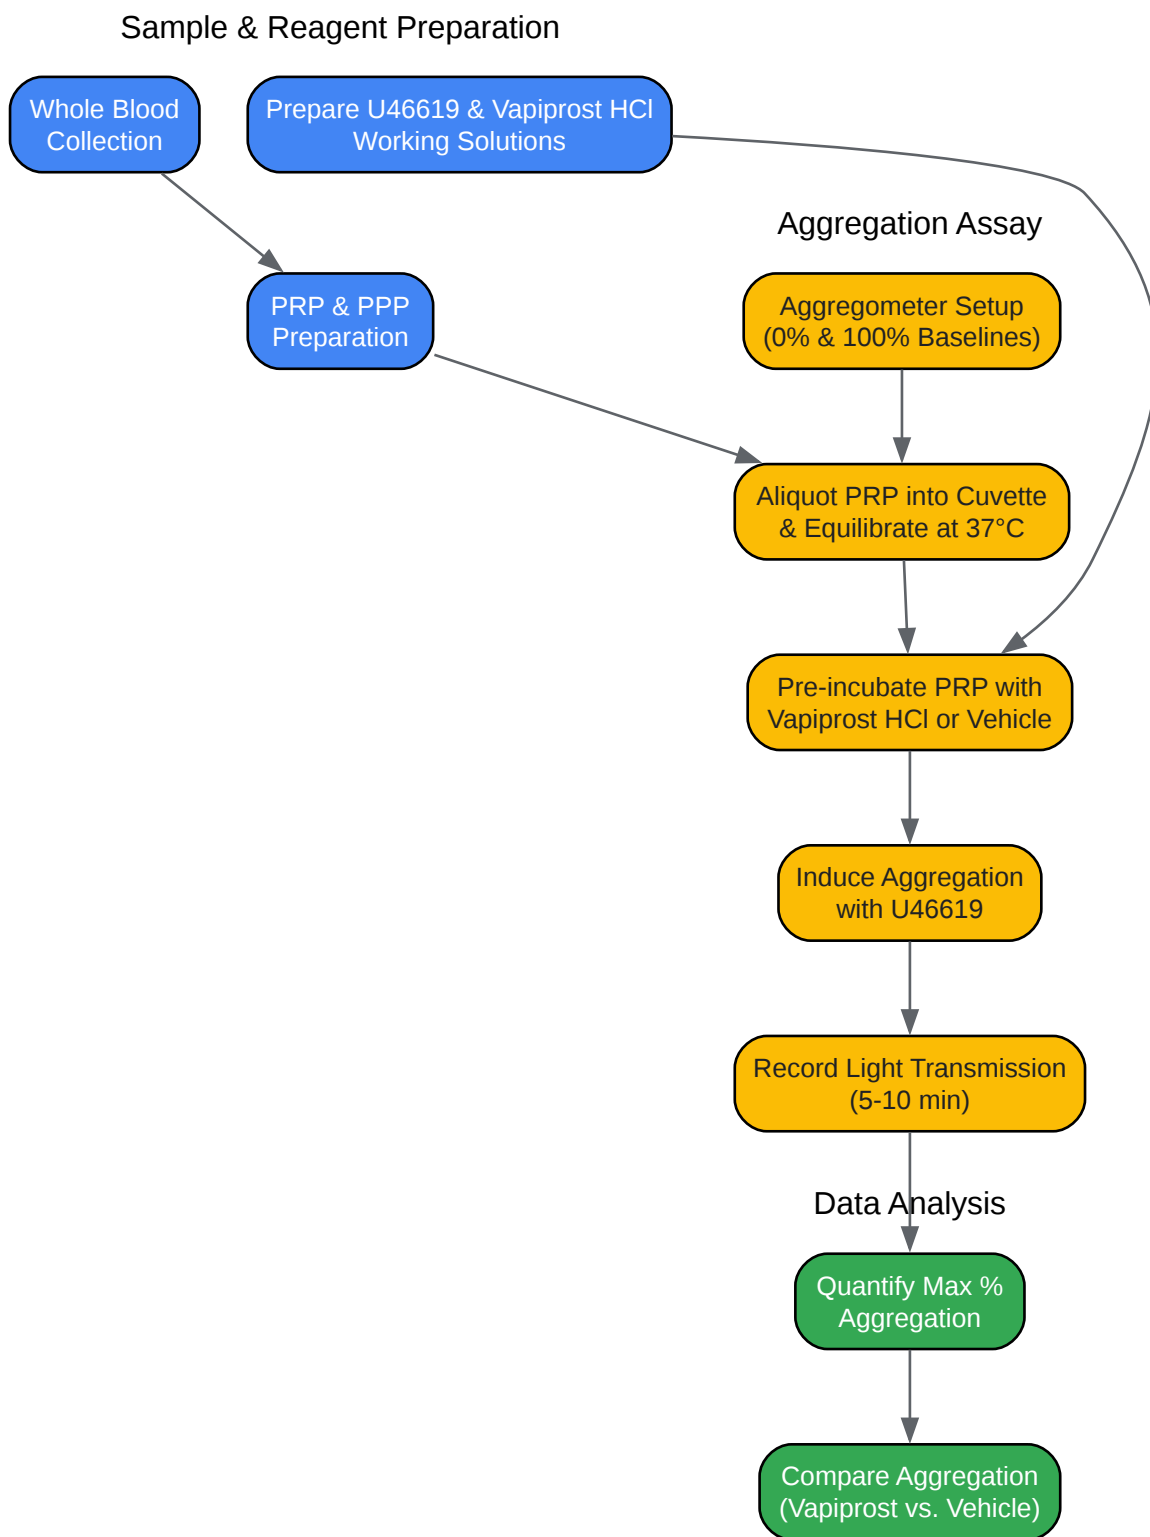 Sample & Reagent Preparation
Whole Blood
Collection
Prepare U46619 & Vapiprost HCl
Working Solutions
Aggregation Assay
PRP & PPP
Preparation
Aggregometer Setup
(0% & 100% Baselines)
Aliquot PRP into Cuvette
& Equilibrate at 37°C
Pre-incubate PRP with
Vapiprost HCl or Vehicle
Induce Aggregation
with U46619
Record Light Transmission
(5-10 min)
Data Analysis
Quantify Max %
Aggregation
Compare Aggregation
(Vapiprost vs. Vehicle)